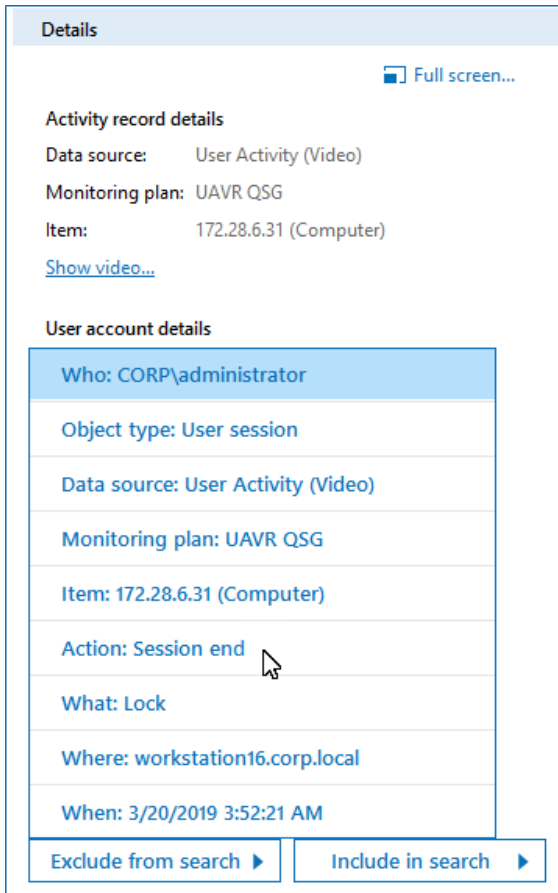 Details
Full screen...
Activity record details
Data source: User Activity (Video)
Monitoring plan: UAVR QSG
Item: 172.28.6.31 (Computer)
Show video...
User account details
Who: CORP\administrator
Object type: User session
Data source: User Activity (Video)
Monitoring plan: UAVR QSG
Item: 172.28.6.31 (Computer)
Action: Session end
What: Lock
Where: workstation16.corp.local
When: 3/20/2019 3:52:21 AM
Exclude from search Include in search